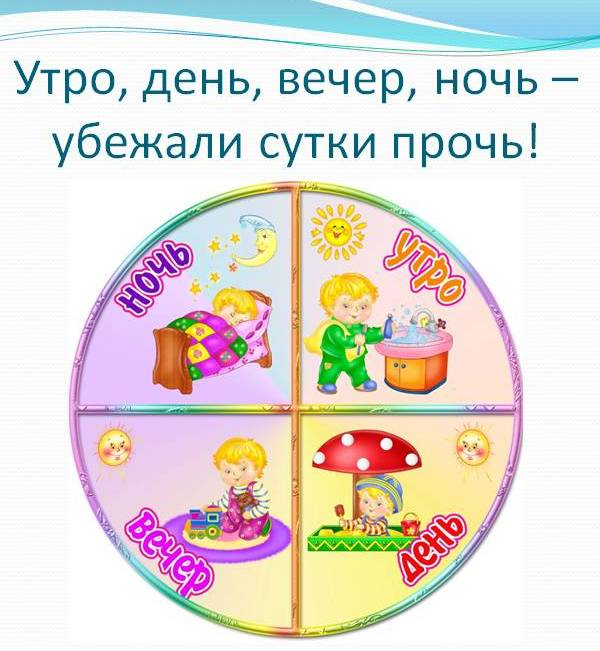 Утро, день, вечер, ночь –
убежали сутки прочь!
ночь
утро
вечер
день